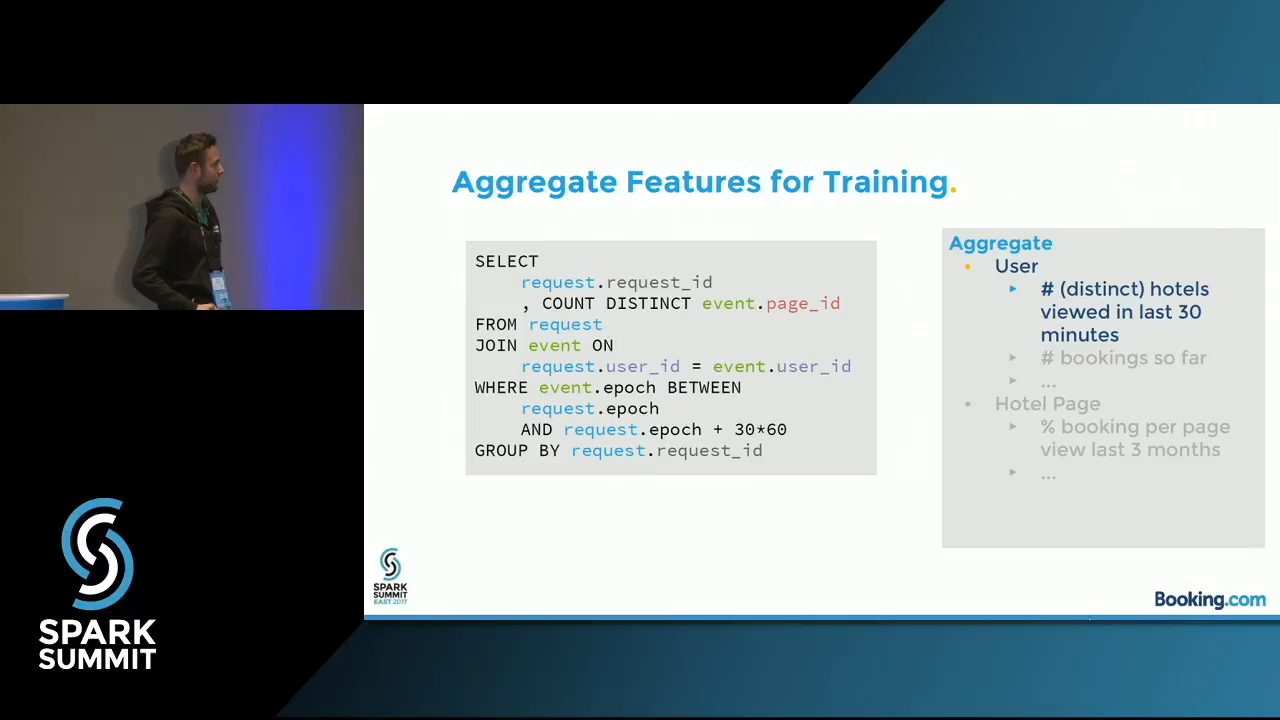 Aggregate Features for Training.
SELECT
request.request_id
, COUNT DISTINCT event.page_id
FROM request
JOIN event ON
request.user_id = event.user_id
WHERE event.epoch BETWEEN
request.epoch
AND request.epoch + 30*60
GROUP BY request.request_id
Aggregate
User
# (distinct) hotels
viewed in last 30
minutes
# bookings so far
...
Hotel Page
% booking per page
view last 3 months
...
SPARK
SUMMIT
EAST 2017
Booking.com
SPARK
SUMMIT